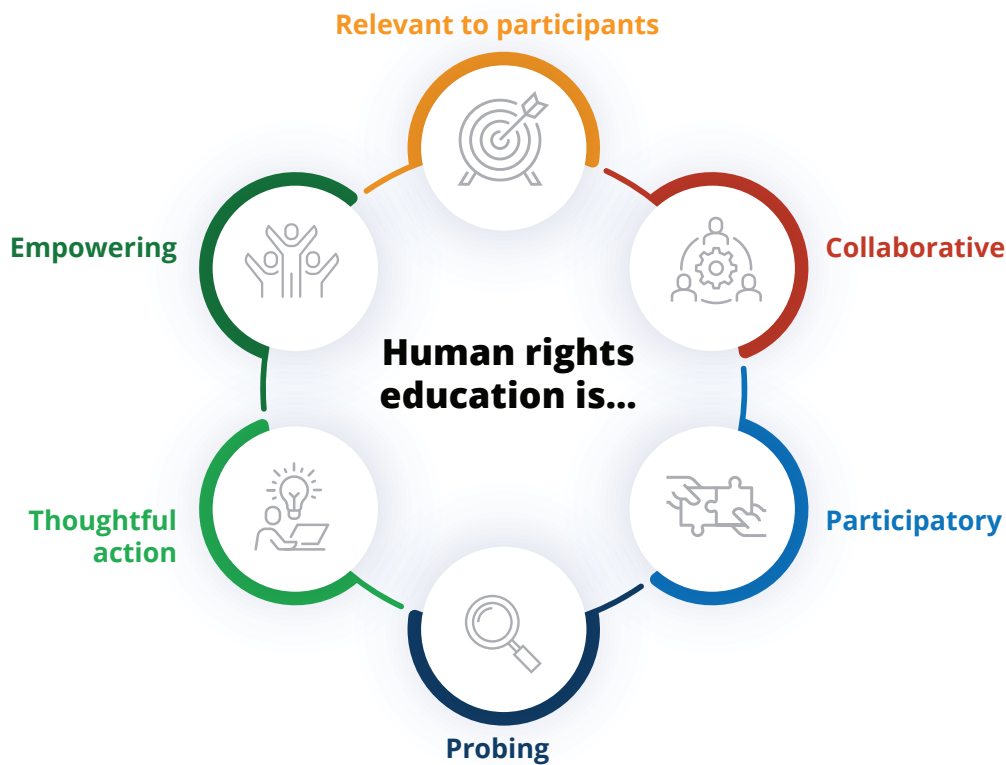 Relevant to participants
Empowering
Collaborative
Human rights
education is...
Thoughtful
action
Participatory
Probing